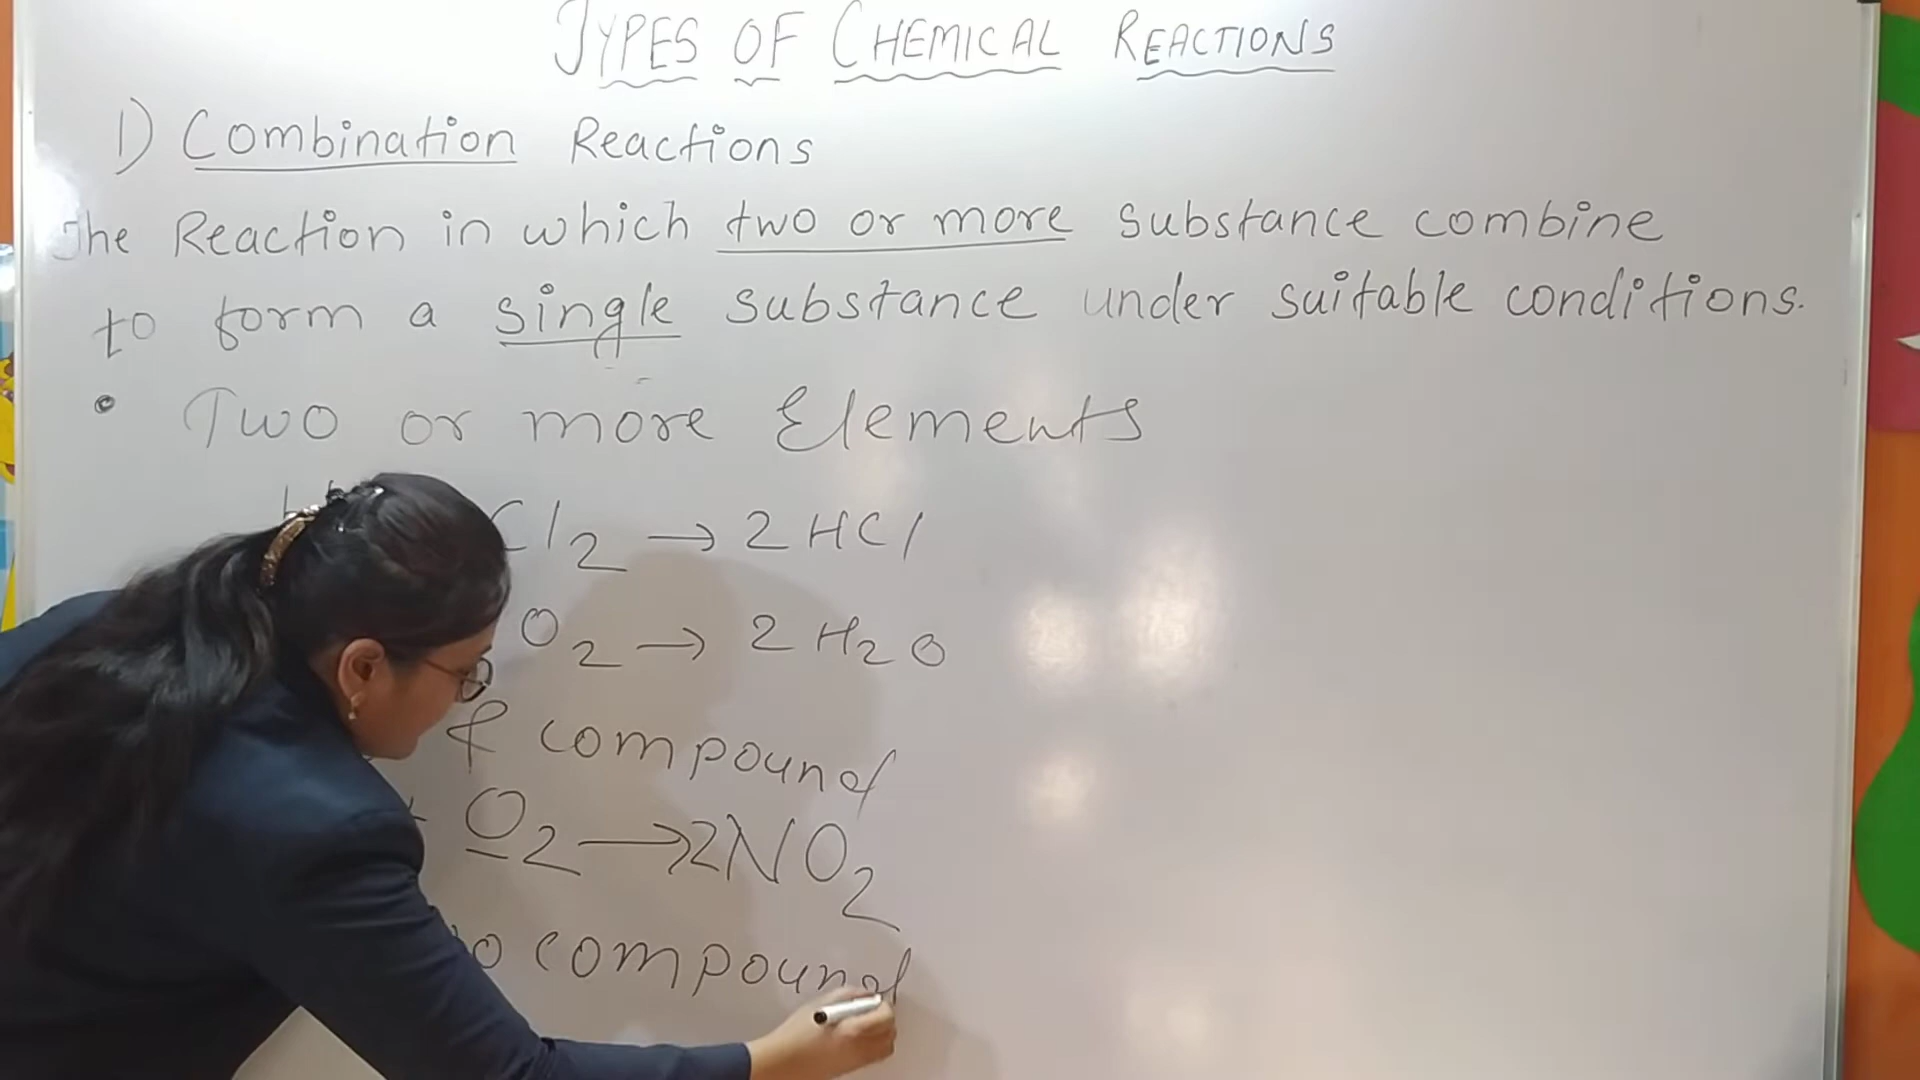 TYPES OF CHEMICAL REACTIONS
1) Combination Reactions
The Reaction in which two or more substance combine
to form a single substance under suitable conditions.
• Two or more Elements
Cl2 → 2HCl
O2 → 2H2O
& compound
O2 → 2NO2
compound